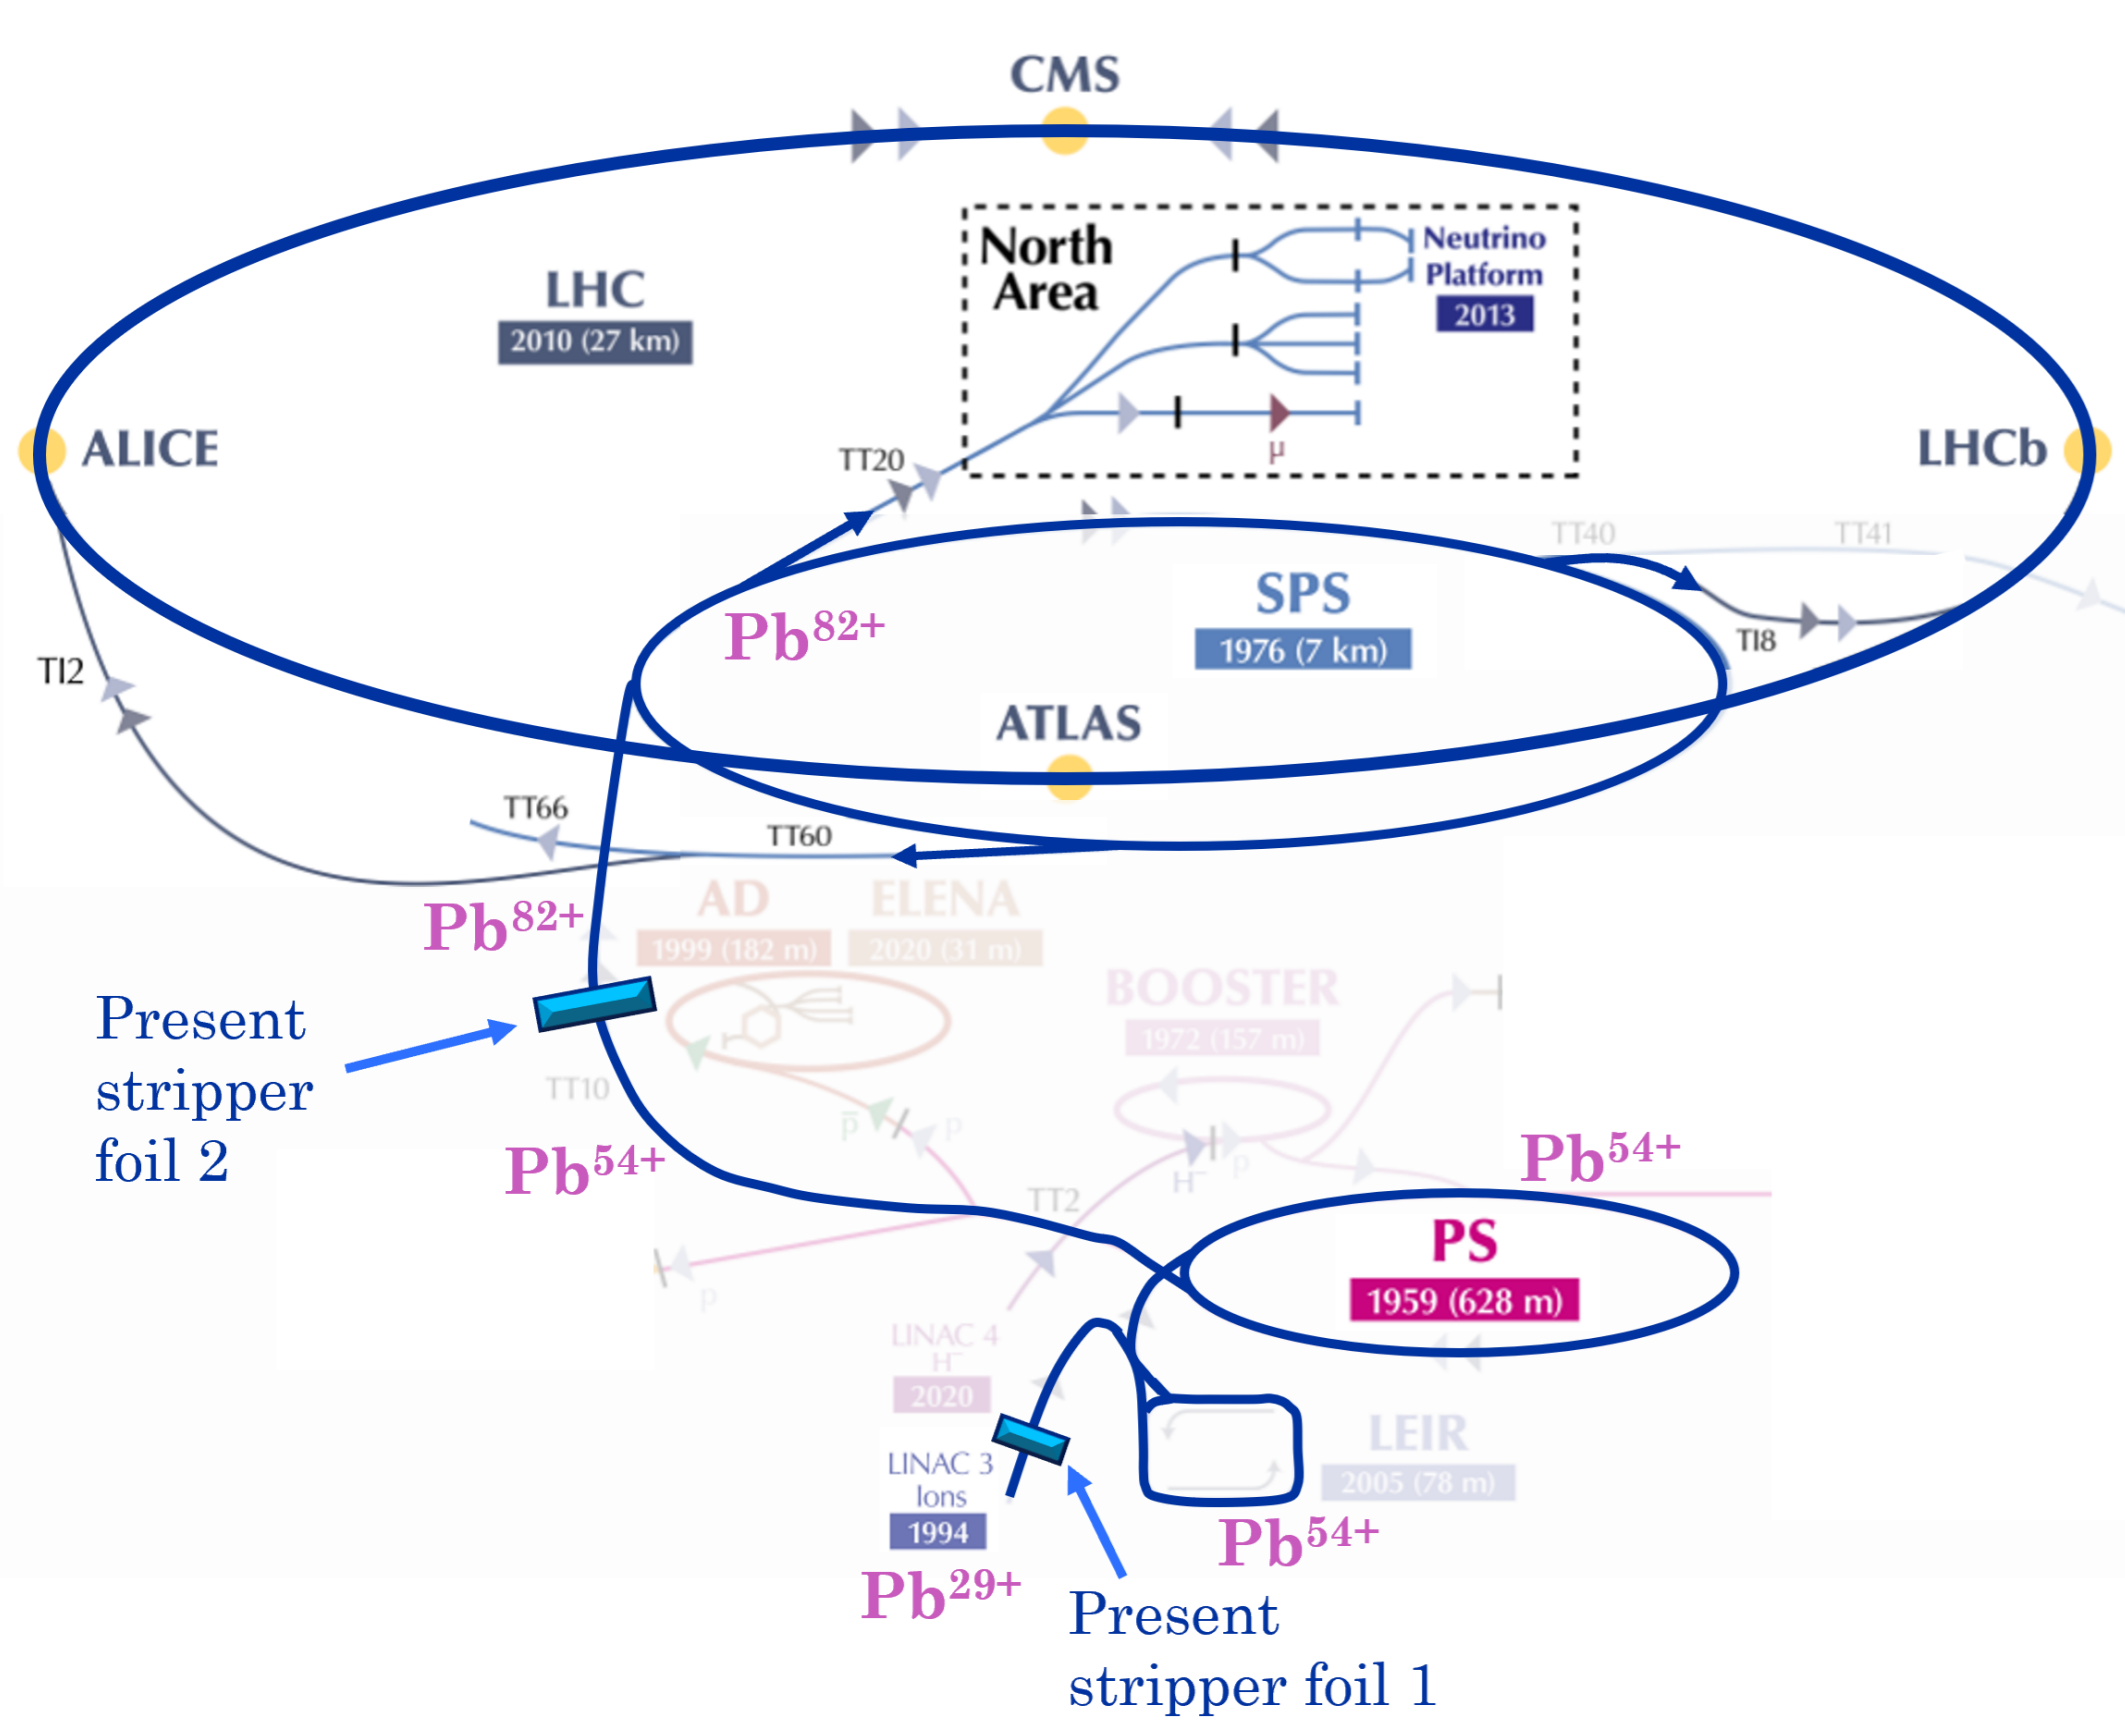 CMS
North
Area
Neutrino
Platform
2013
LHC
2010 (27 km)
μ
ALICE
LHCb
TT20
TT40
TT41
SPS
1976 (7 km)
Pb82+
TI8
TI2
ATLAS
TT66
TT60
AD
1999 (182 m)
ELENA
2020 (31 m)
Pb82+
BOOSTER
1972 (157 m)
Present
stripper
foil 2
TT10
p̄
p
H⁻
p
Pb54+
Pb54+
TT2
PS
1959 (628 m)
p
LINAC 4
H⁻
2020
LINAC 3
Ions
1994
LEIR
2005 (78 m)
Pb54+
Pb29+
Present
stripper foil 1